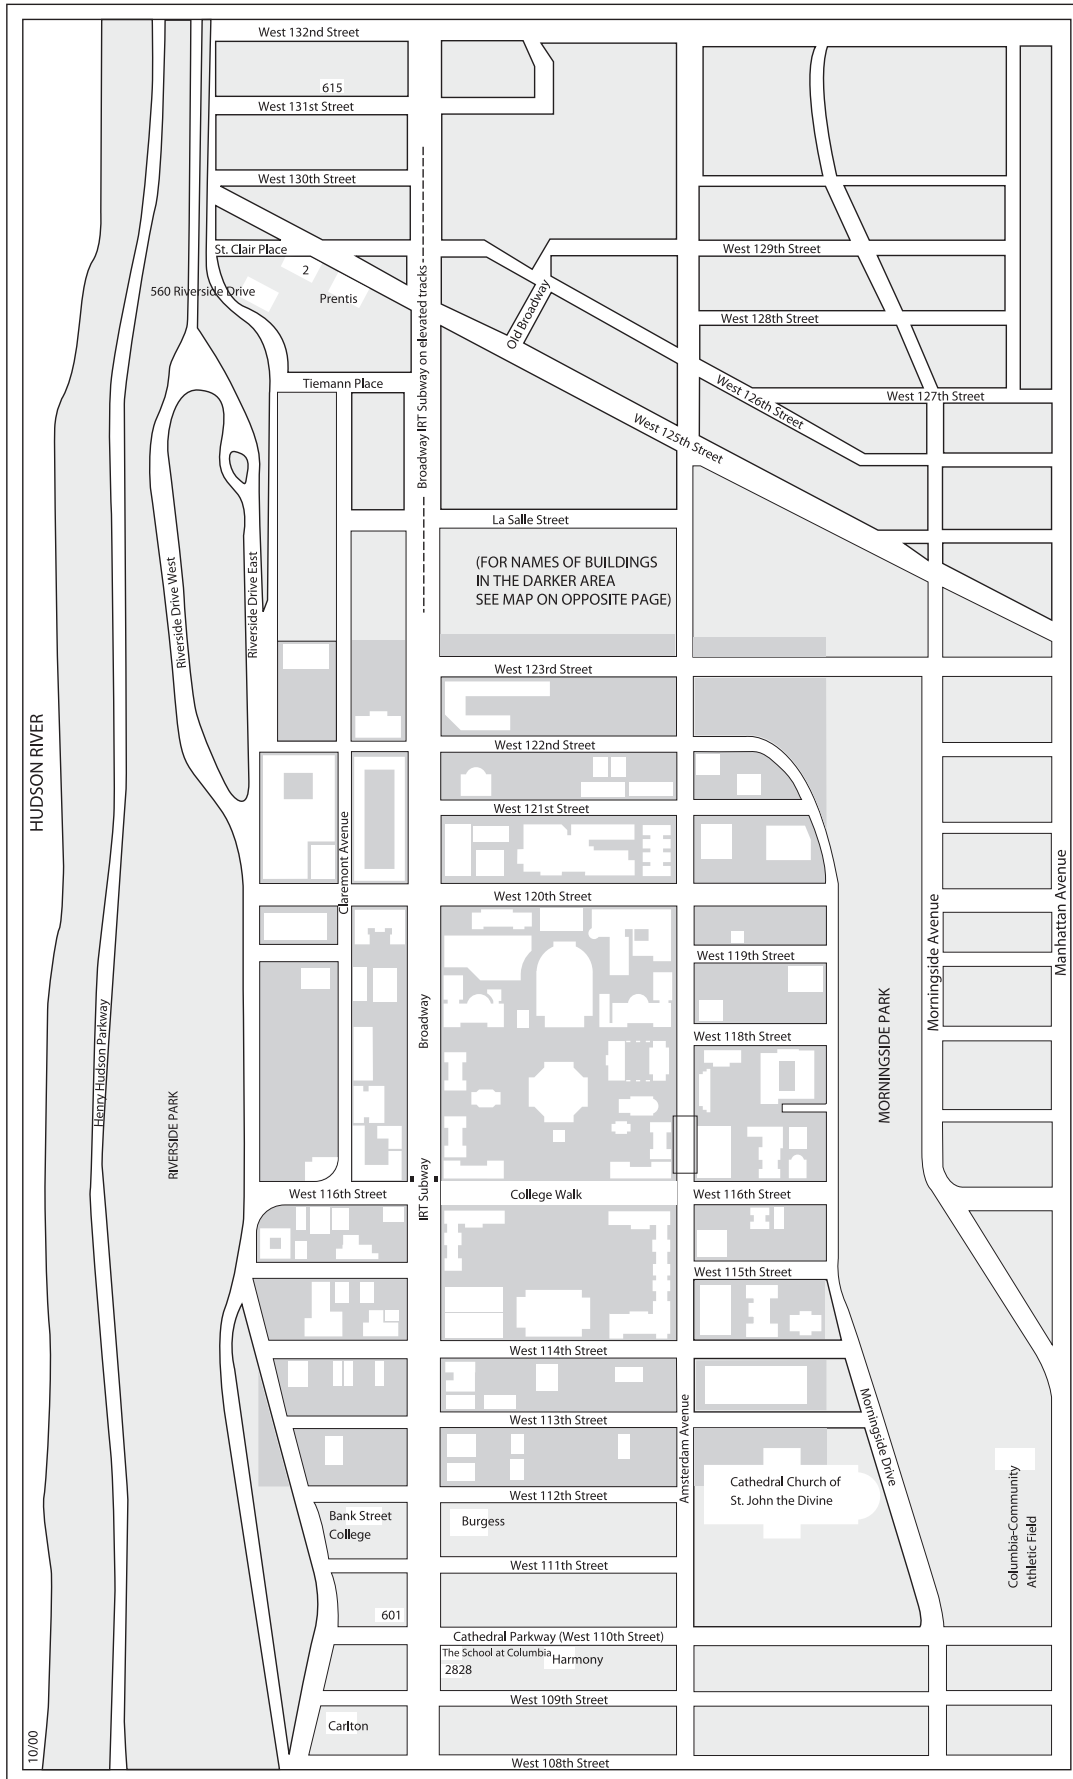 West 132nd Street
615
West 131st Street
West 130th Street
St. Clair Place
West 129th Street
2
560 Riverside Drive
Prentis
Old Broadway
West 128th Street
Broadway IRT Subway on elevated tracks
Tiemann Place
West 126th Street
West 127th Street
West 125th Street
La Salle Street
(FOR NAMES OF BUILDINGS
IN THE DARKER AREA
SEE MAP ON OPPOSITE PAGE)
Riverside Drive West
Riverside Drive East
West 123rd Street
HUDSON RIVER
West 122nd Street
West 121st Street
Claremont Avenue
West 120th Street
Morningside Avenue
Manhattan Avenue
West 119th Street
Henry Hudson Parkway
Broadway
West 118th Street
MORNINGSIDE PARK
RIVERSIDE PARK
IRT Subway
West 116th Street
College Walk
West 116th Street
West 115th Street
West 114th Street
Morningside Drive
West 113th Street
Amsterdam Avenue
Cathedral Church of
St. John the Divine
West 112th Street
Columbia-Community
Athletic Field
Bank Street
College
Burgess
West 111th Street
601
Cathedral Parkway (West 110th Street)
The School at Columbia
Harmony
2828
West 109th Street
Carlton
10/00
West 108th Street